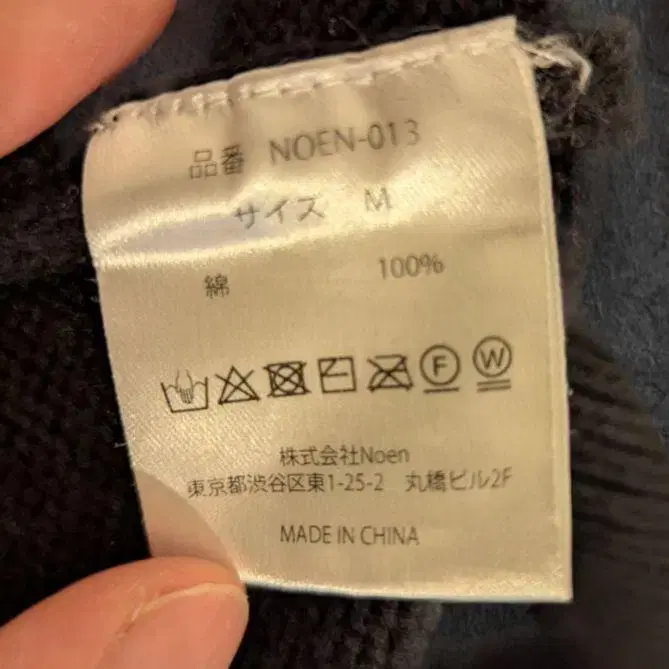 品番 NOEN-013
サイズ M
綿 100%
F W
株式会社Noen
東京都渋谷区東1-25-2 丸橋ビル2F
MADE IN CHINA